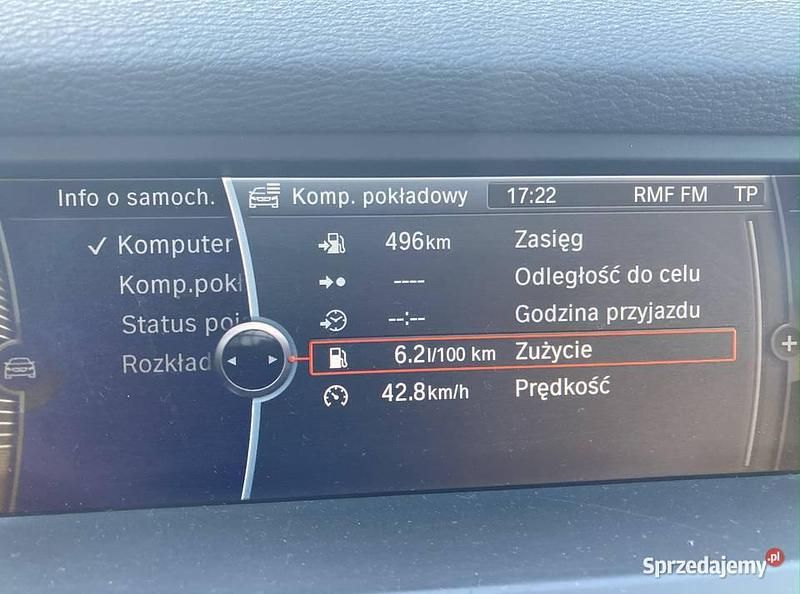 Info o samoch.
Komp. pokładowy
17:22 RMF FM TP
✓ Komputer
Komp.pokł
Status poj
Rozkład
496km Zasięg
---- Odległość do celu
--:-- Godzina przyjazdu
6.2l/100 km Zużycie
42.8km/h Prędkość
+
Sprzedajemy.pl